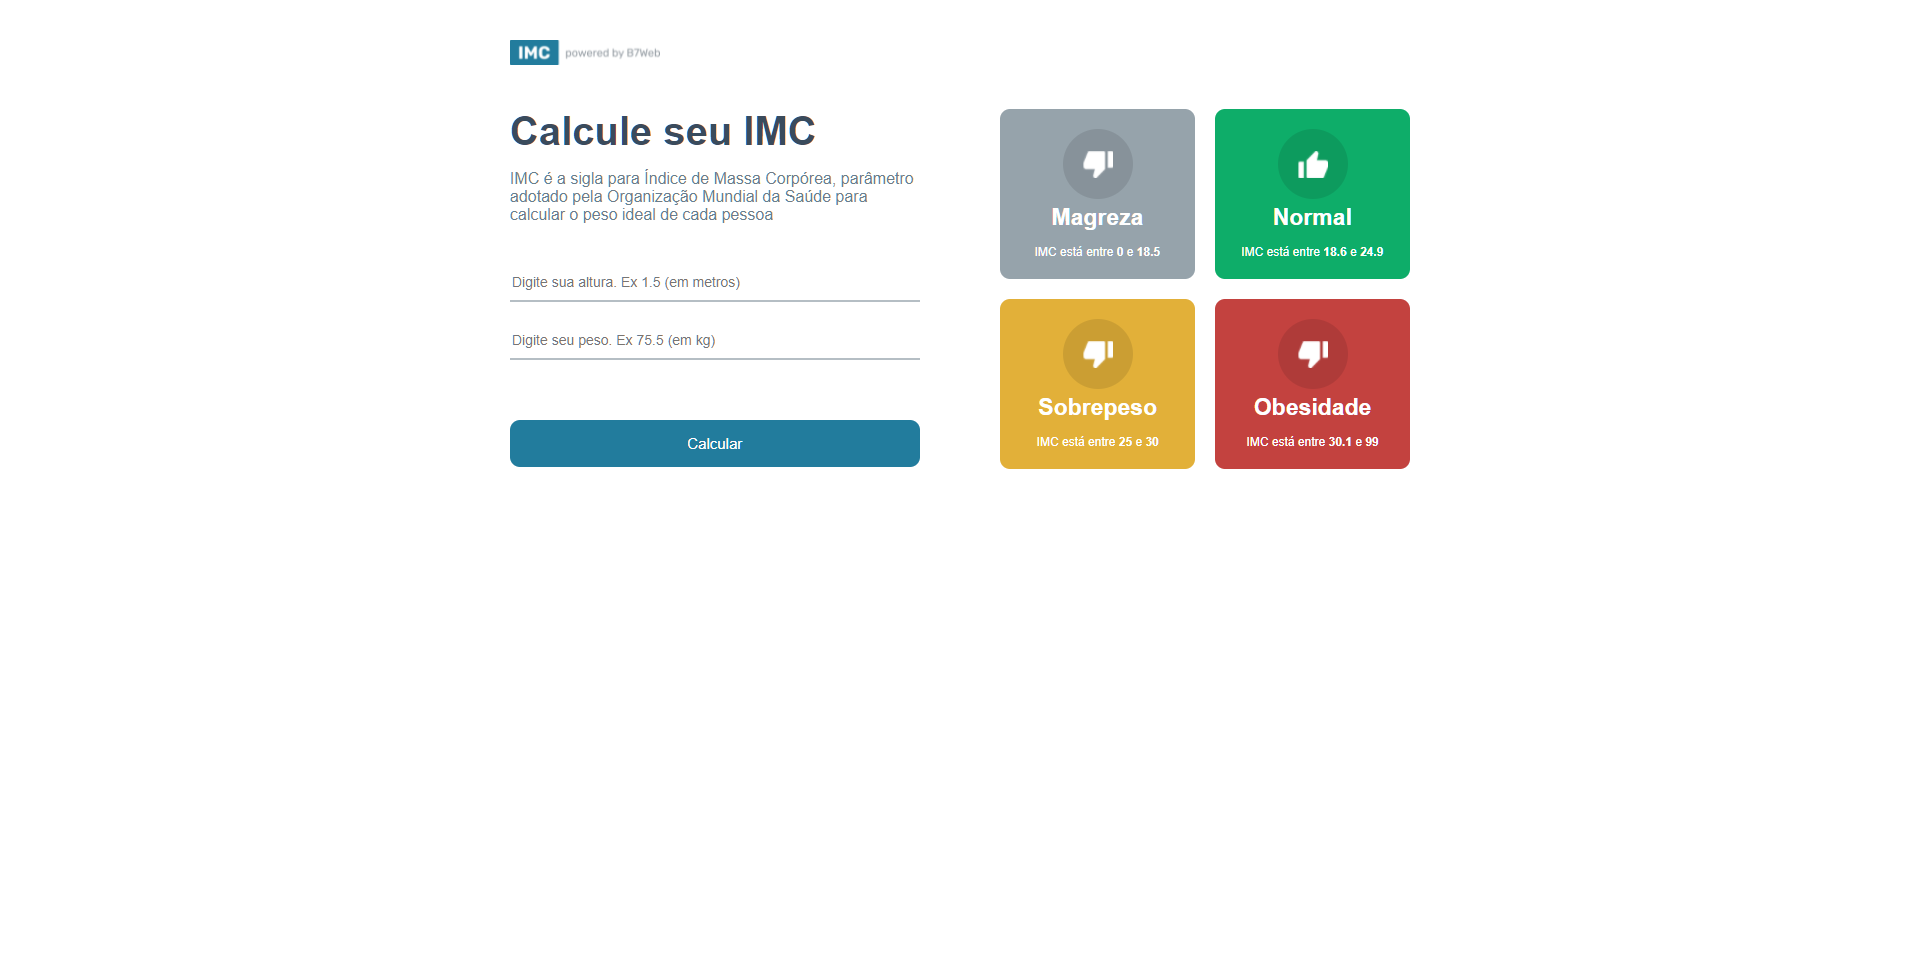 IMC powered by B7Web
Calcule seu IMC
IMC é a sigla para Índice de Massa Corpórea, parâmetro
adotado pela Organização Mundial da Saúde para
calcular o peso ideal de cada pessoa
Digite sua altura. Ex 1.5 (em metros)
Digite seu peso. Ex 75.5 (em kg)
Calcular
Magreza
IMC está entre 0 e 18.5
Normal
IMC está entre 18.6 e 24.9
Sobrepeso
IMC está entre 25 e 30
Obesidade
IMC está entre 30.1 e 99